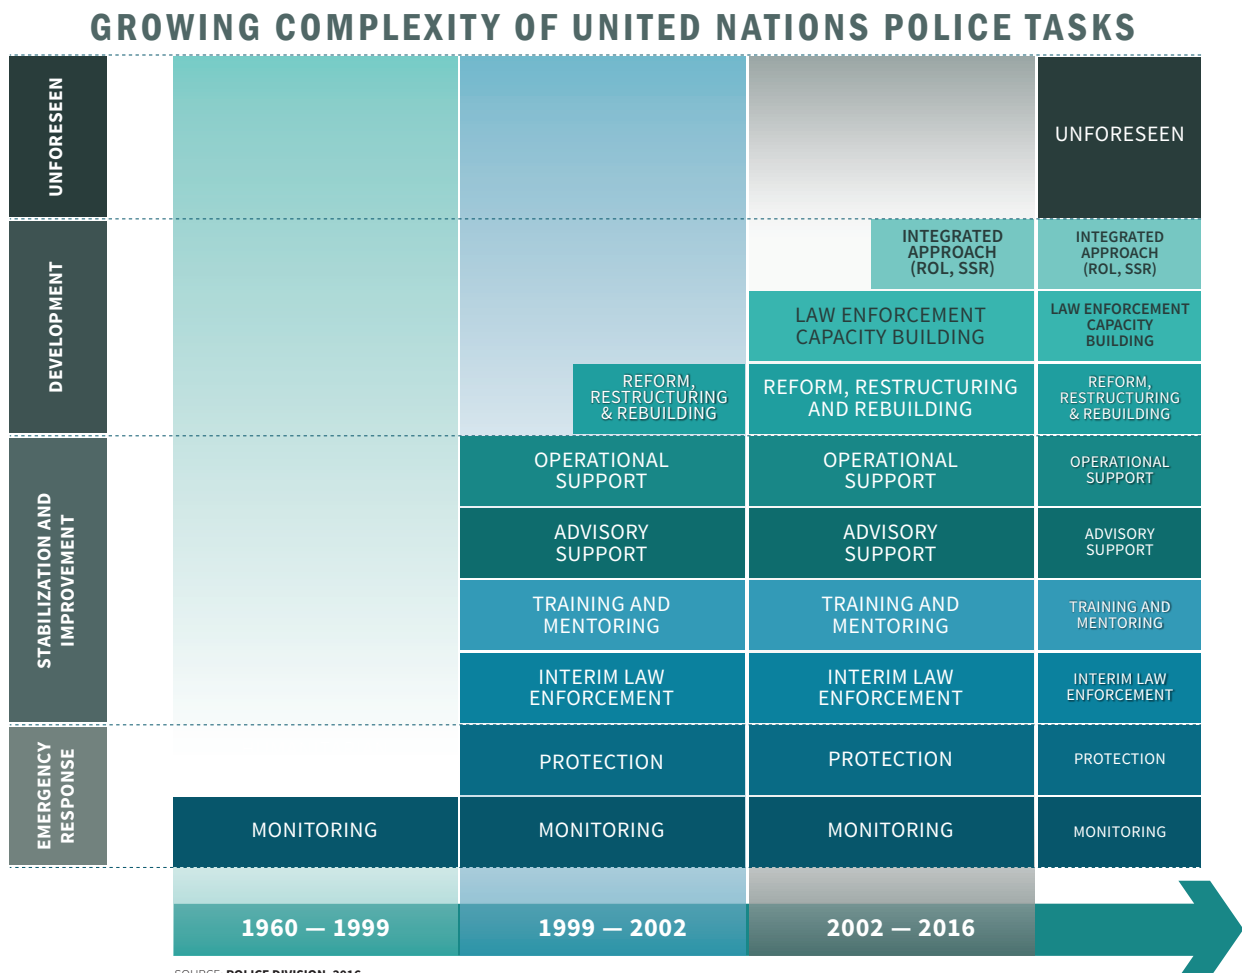 GROWING COMPLEXITY OF UNITED NATIONS POLICE TASKS
UNFORESEEN
UNFORESEEN
DEVELOPMENT
INTEGRATED
APPROACH
(ROL, SSR)
INTEGRATED
APPROACH
(ROL, SSR)
LAW ENFORCEMENT
CAPACITY BUILDING
LAW ENFORCEMENT
CAPACITY
BUILDING
REFORM,
RESTRUCTURING
& REBUILDING
REFORM, RESTRUCTURING
AND REBUILDING
REFORM,
RESTRUCTURING
& REBUILDING
STABILIZATION AND
IMPROVEMENT
OPERATIONAL
SUPPORT
OPERATIONAL
SUPPORT
OPERATIONAL
SUPPORT
ADVISORY
SUPPORT
ADVISORY
SUPPORT
ADVISORY
SUPPORT
TRAINING AND
MENTORING
TRAINING AND
MENTORING
TRAINING AND
MENTORING
INTERIM LAW
ENFORCEMENT
INTERIM LAW
ENFORCEMENT
INTERIM LAW
ENFORCEMENT
EMERGENCY
RESPONSE
PROTECTION
PROTECTION
PROTECTION
MONITORING
MONITORING
MONITORING
MONITORING
1960 — 1999
1999 — 2002
2002 — 2016
SOURCE: POLICE DIVISION, 2016